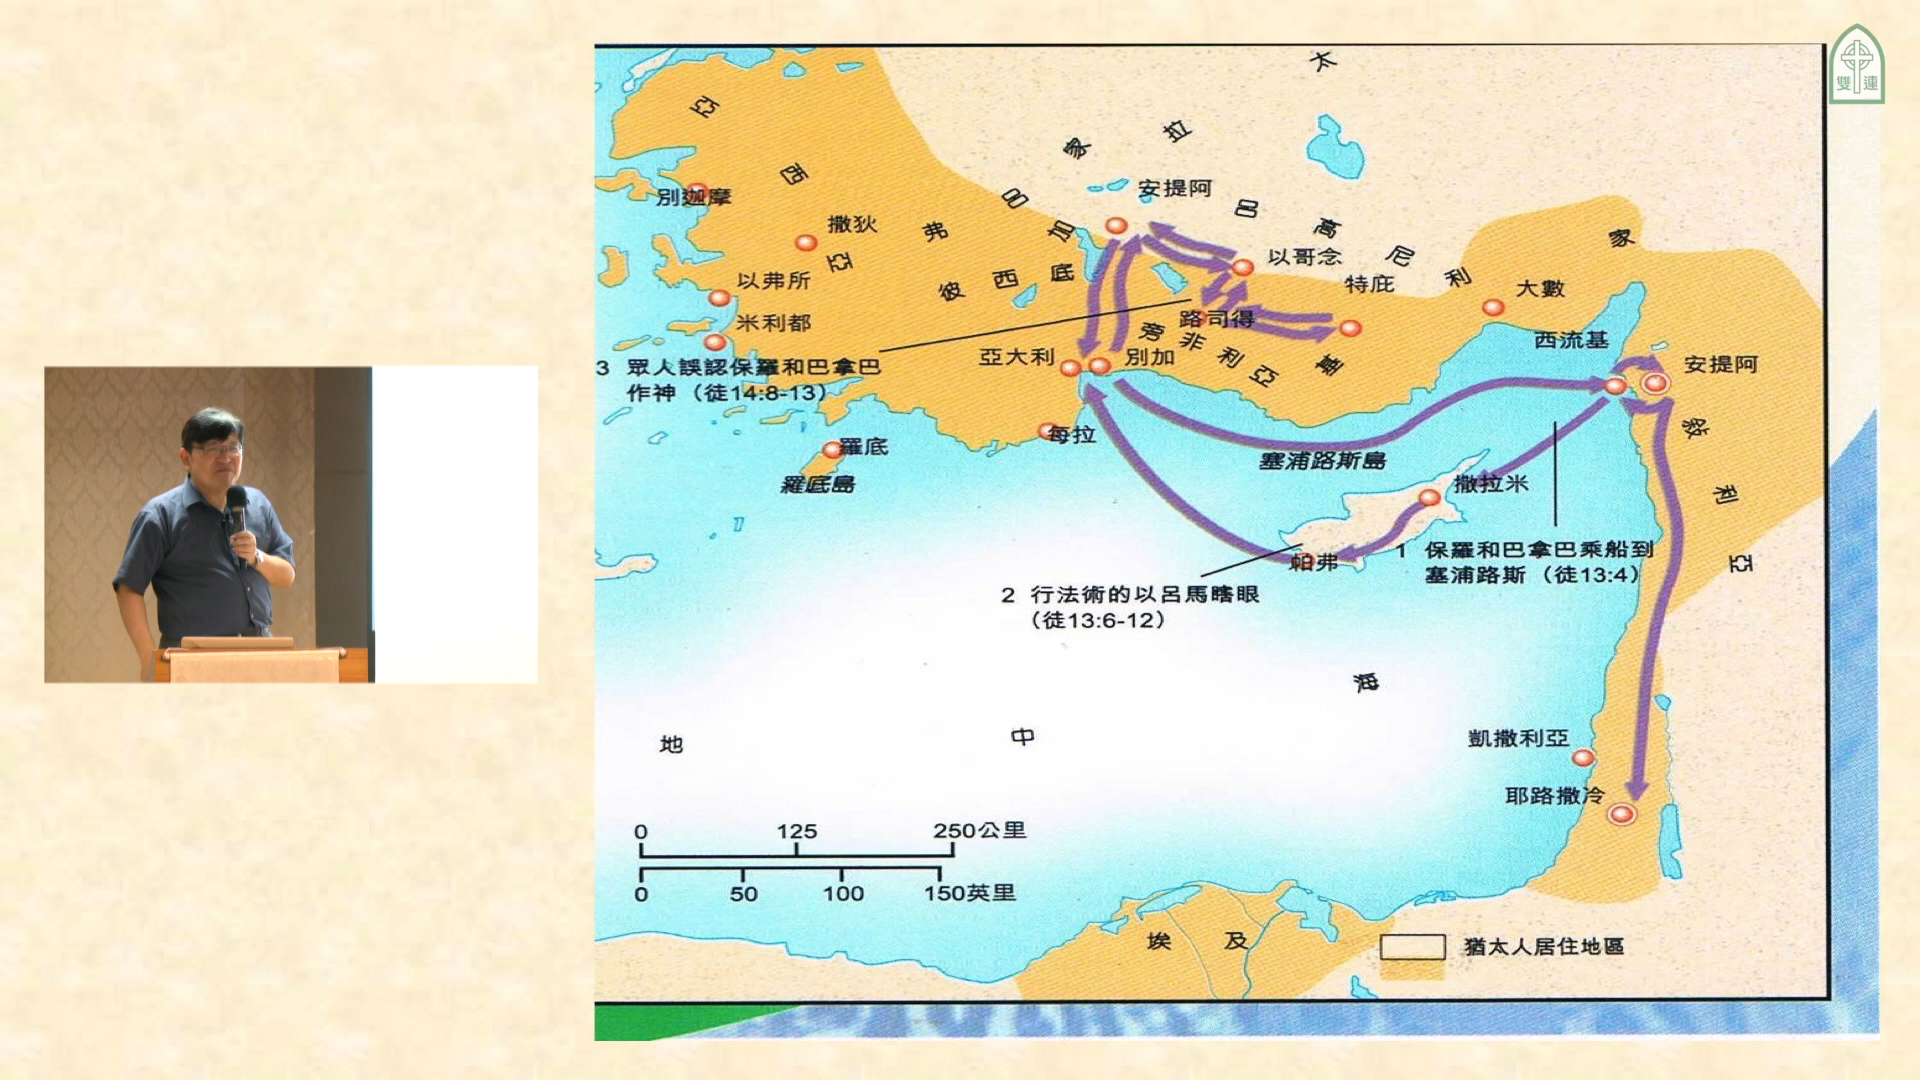 雙連
太
亞西亞
加拉
家
呂家
弗呂加
彼西底
呂高尼
旁非利亞
基利家
敘利亞
別迦摩
撒狄
以弗所
米利都
安提阿
以哥念
特庇
大數
路司得
西流基
安提阿
亞大利
別加
3 眾人誤認保羅和巴拿巴
作神（徒14:8-13）
每拉
羅底
羅底島
塞浦路斯島
撒拉米
帕弗
1 保羅和巴拿巴乘船到
塞浦路斯（徒13:4）
2 行法術的以呂馬瞎眼
（徒13:6-12）
地中海
凱撒利亞
耶路撒冷
0 125 250公里
0 50 100 150英里
埃及
猶太人居住地區